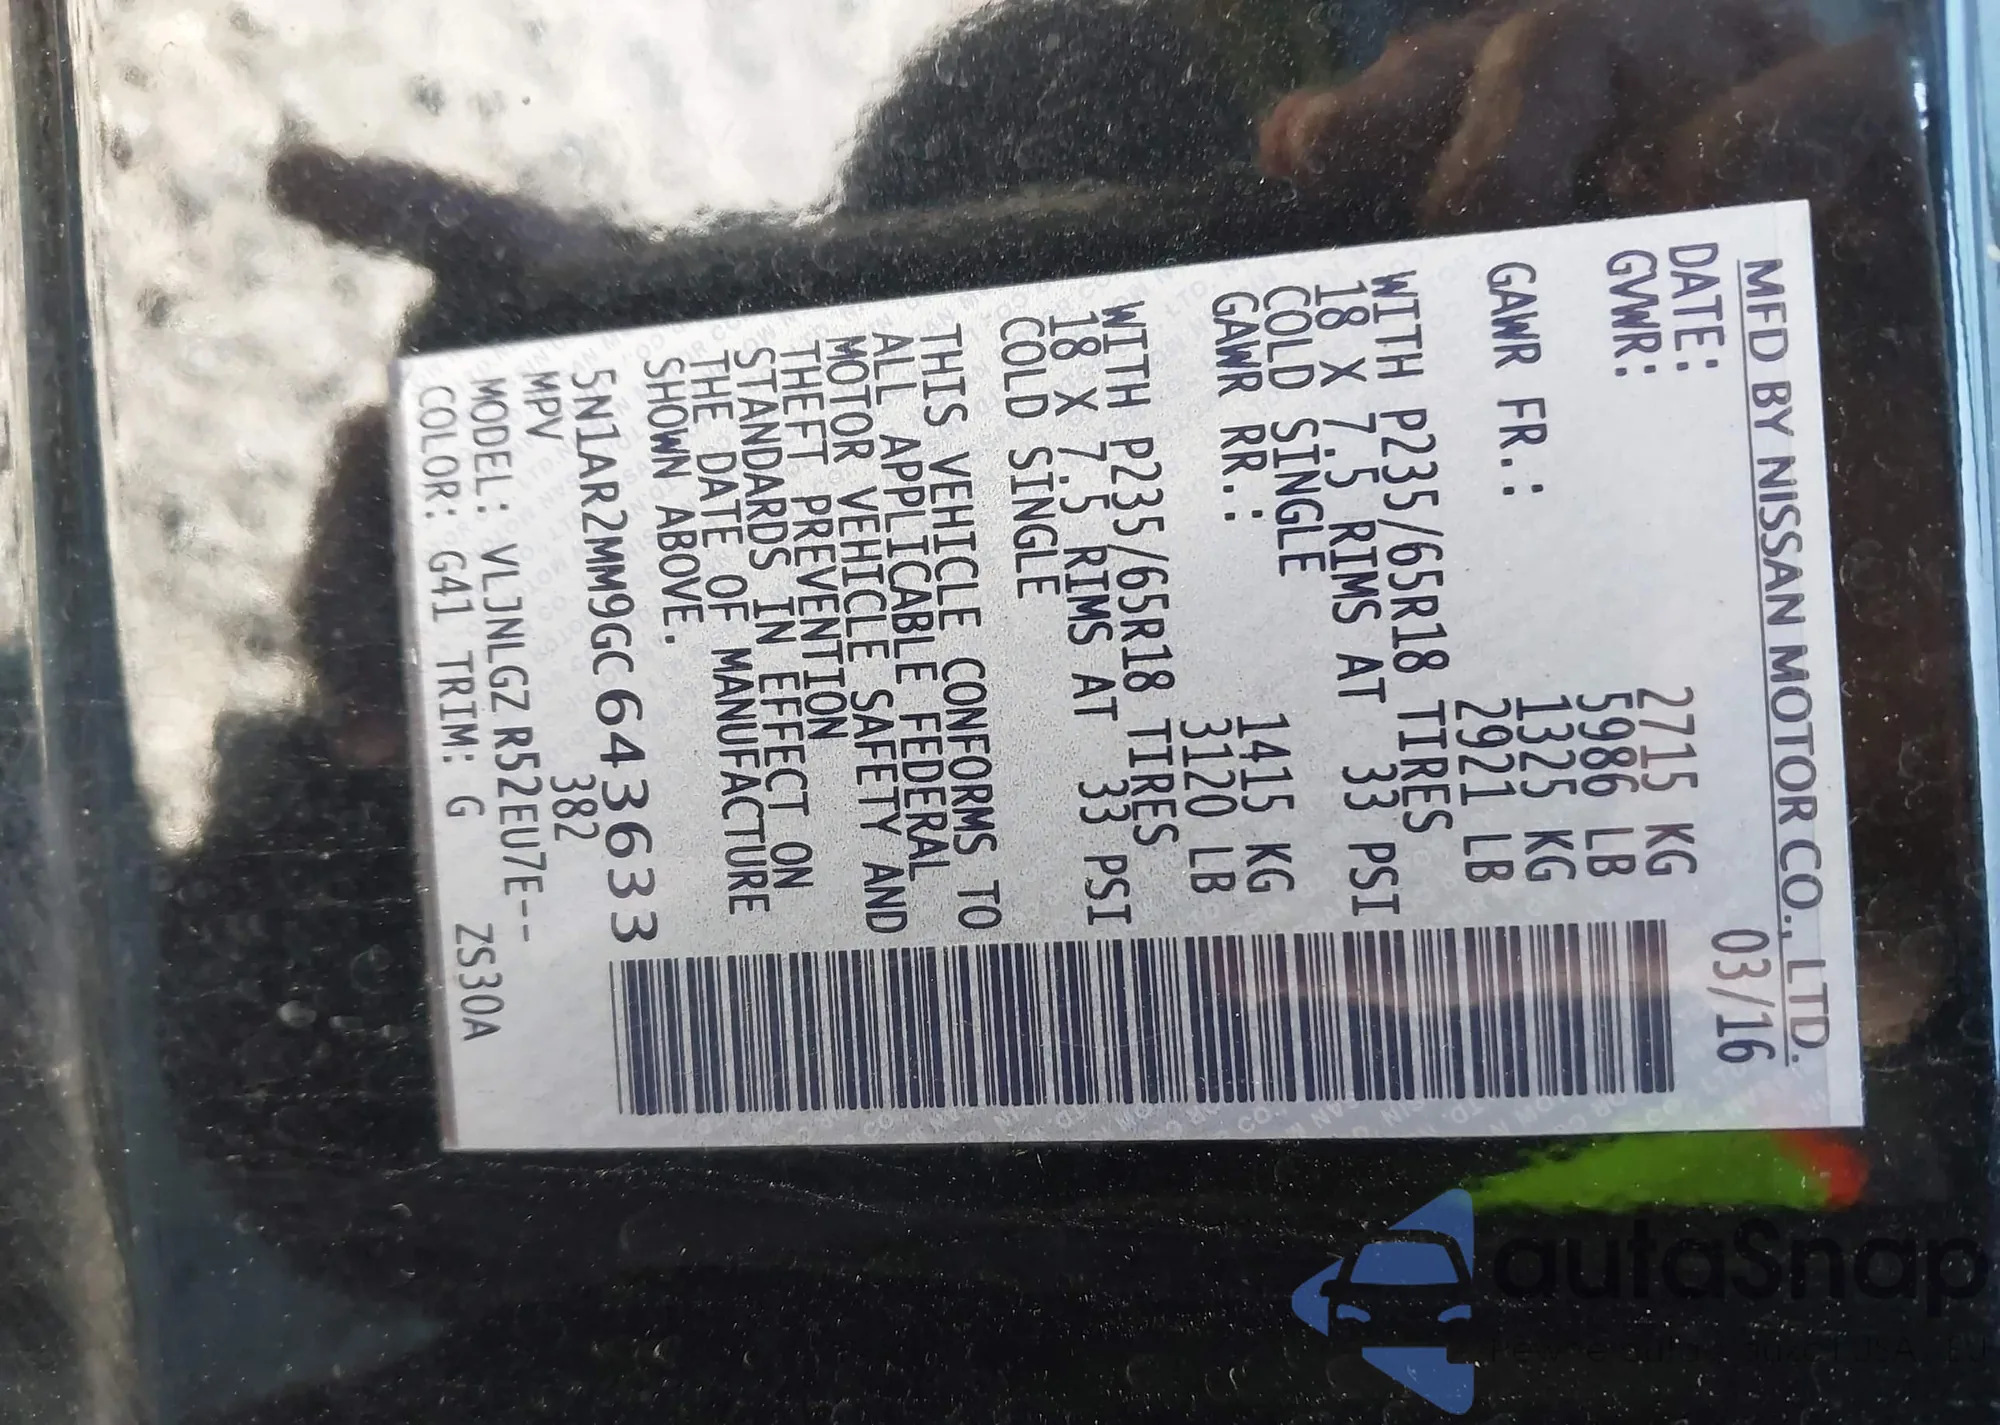 MFD BY NISSAN MOTOR CO., LTD.
DATE: 03/16
GVWR: 2715 KG
5986 LB
GAWR FR.: 1325 KG
2921 LB
WITH P235/65R18 TIRES
18 X 7.5 RIMS AT 33 PSI
COLD SINGLE
GAWR RR.: 1415 KG
3120 LB
WITH P235/65R18 TIRES
18 X 7.5 RIMS AT 33 PSI
COLD SINGLE
THIS VEHICLE CONFORMS TO
ALL APPLICABLE FEDERAL
MOTOR VEHICLE SAFETY AND
THEFT PREVENTION
STANDARDS IN EFFECT ON
THE DATE OF MANUFACTURE
SHOWN ABOVE.
5N1AR2MM9GC643633
MPV 382
MODEL: VLJNLGZ R52EU7E--
COLOR: G41 TRIM: G ZS30A
autoSnap